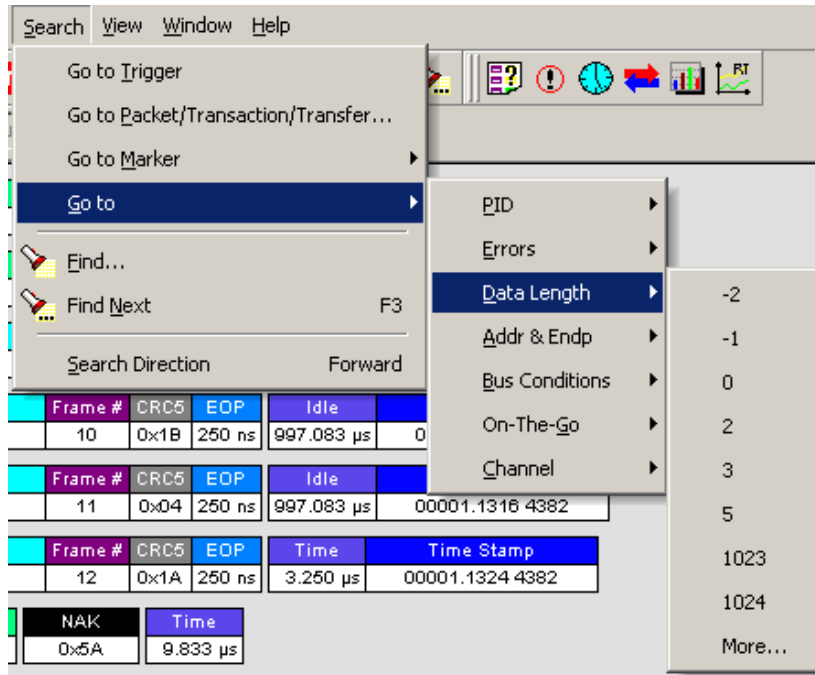 Search View Window Help
RT
Go to Trigger
Go to Packet/Transaction/Transfer...
Go to Marker
Go to
Find...
Find Next F3
Search Direction Forward
PID
Errors
Data Length
Addr & Endp
Bus Conditions
On-The-Go
Channel
-2
-1
0
2
3
5
1023
1024
More...
Frame # CRC5 EOP Idle
10 0x1B 250 ns 997.083 µs 0
Frame # CRC5 EOP Idle
11 0x04 250 ns 997.083 µs 00001.1316 4382
Frame # CRC5 EOP Time Time Stamp
12 0x1A 250 ns 3.250 µs 00001.1324 4382
NAK Time
0x5A 9.833 µs